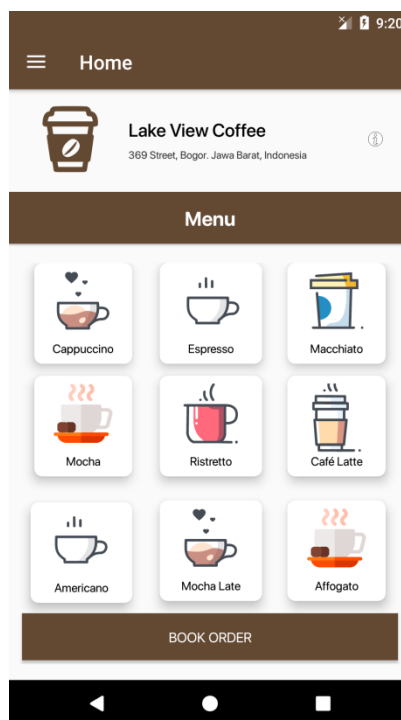 9:20
Home
Lake View Coffee
369 Street, Bogor. Jawa Barat, Indonesia
Menu
Cappuccino Espresso Macchiato
Mocha Ristretto Café Latte
Americano Mocha Late Affogato
BOOK ORDER